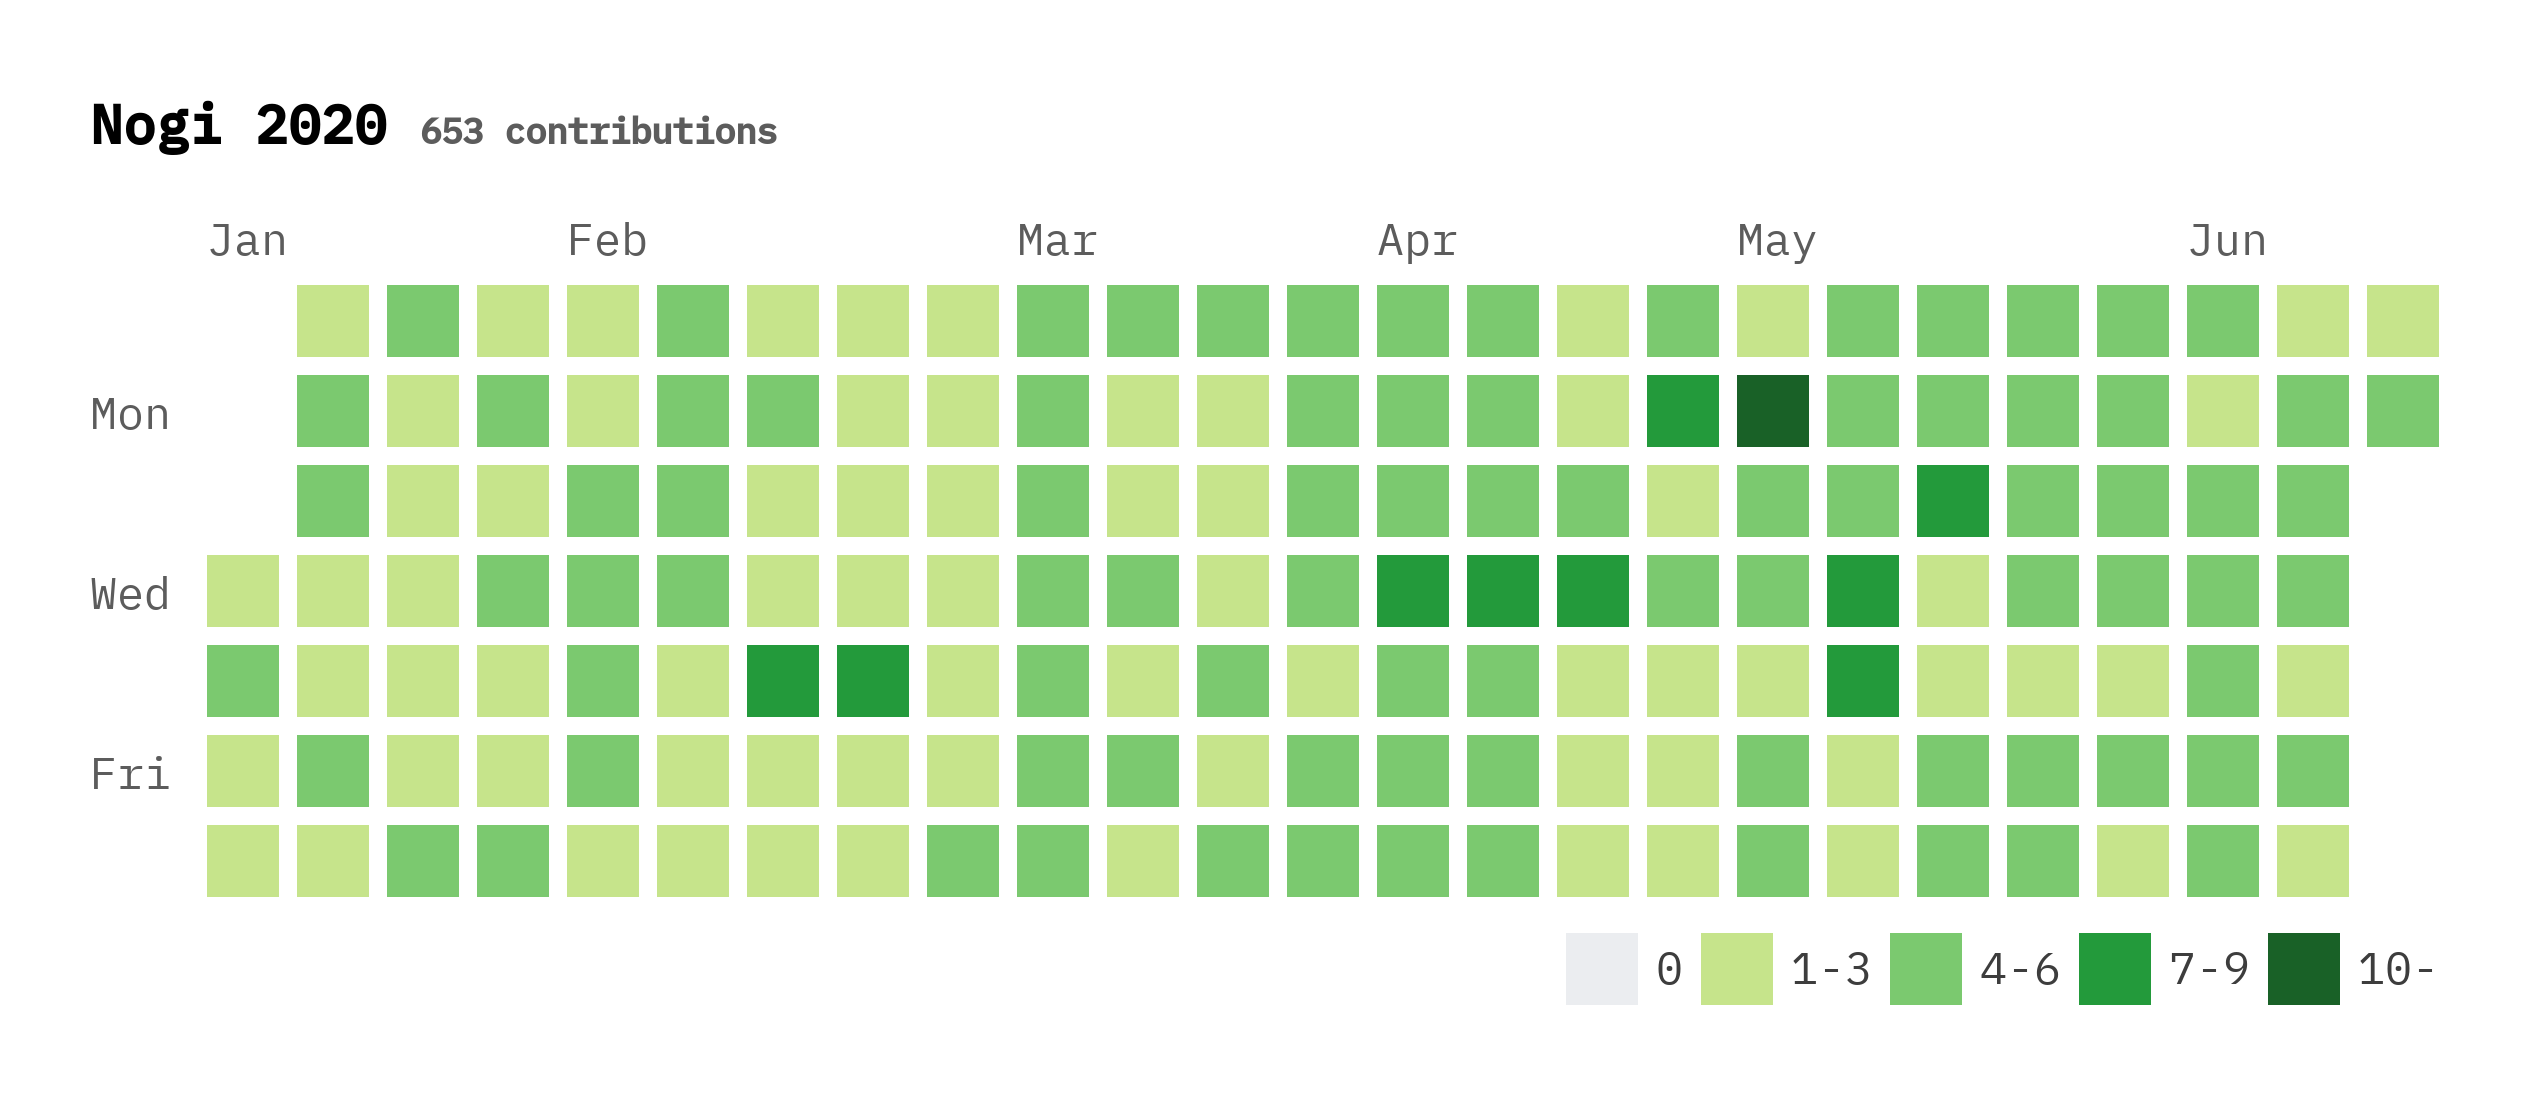 Nogi 2020 653 contributions
Jan Feb Mar Apr May Jun
Mon
Wed
Fri
0 1-3 4-6 7-9 10-